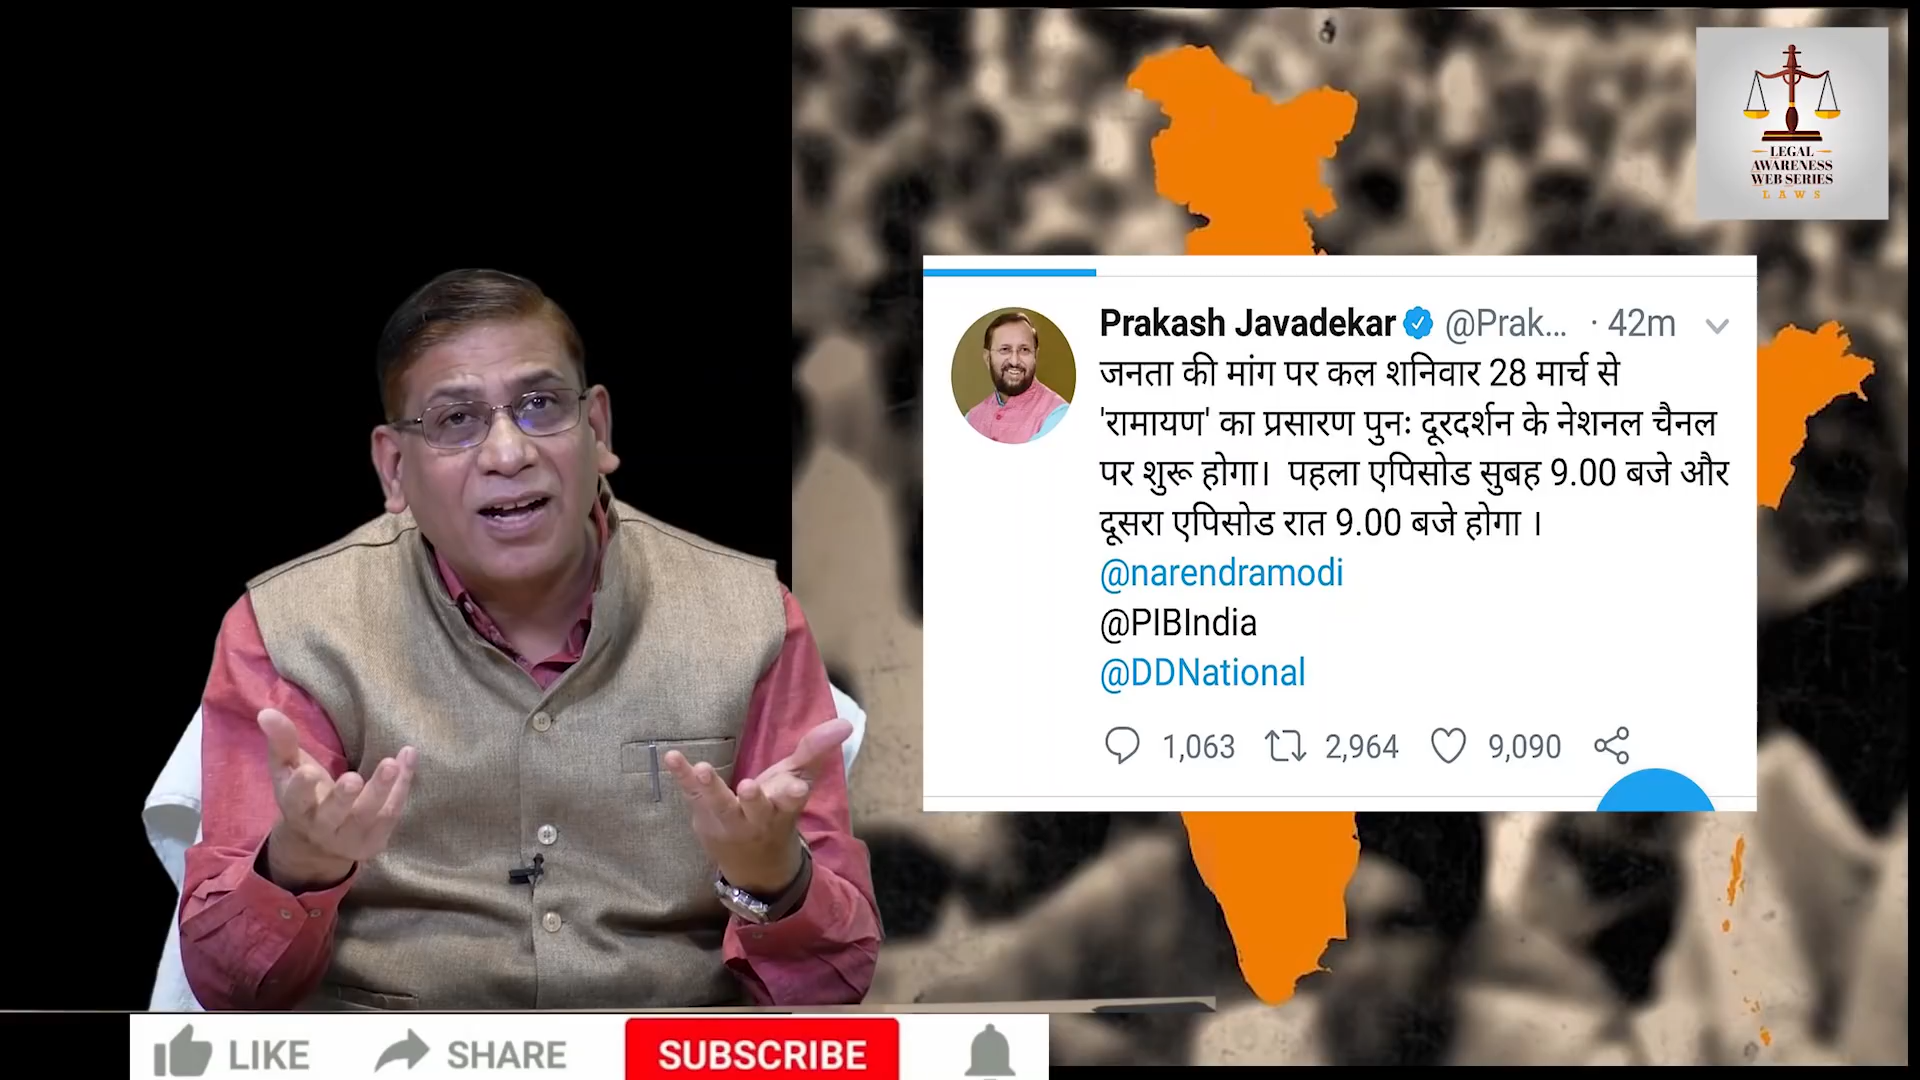 LEGAL
AWARENESS
WEB SERIES
LAWS
Prakash Javadekar @Prak... · 42m
जनता की मांग पर कल शनिवार 28 मार्च से
'रामायण' का प्रसारण पुनः दूरदर्शन के नेशनल चैनल
पर शुरू होगा। पहला एपिसोड सुबह 9.00 बजे और
दूसरा एपिसोड रात 9.00 बजे होगा ।
@narendramodi
@PIBIndia
@DDNational
1,063 2,964 9,090
LIKE SHARE SUBSCRIBE